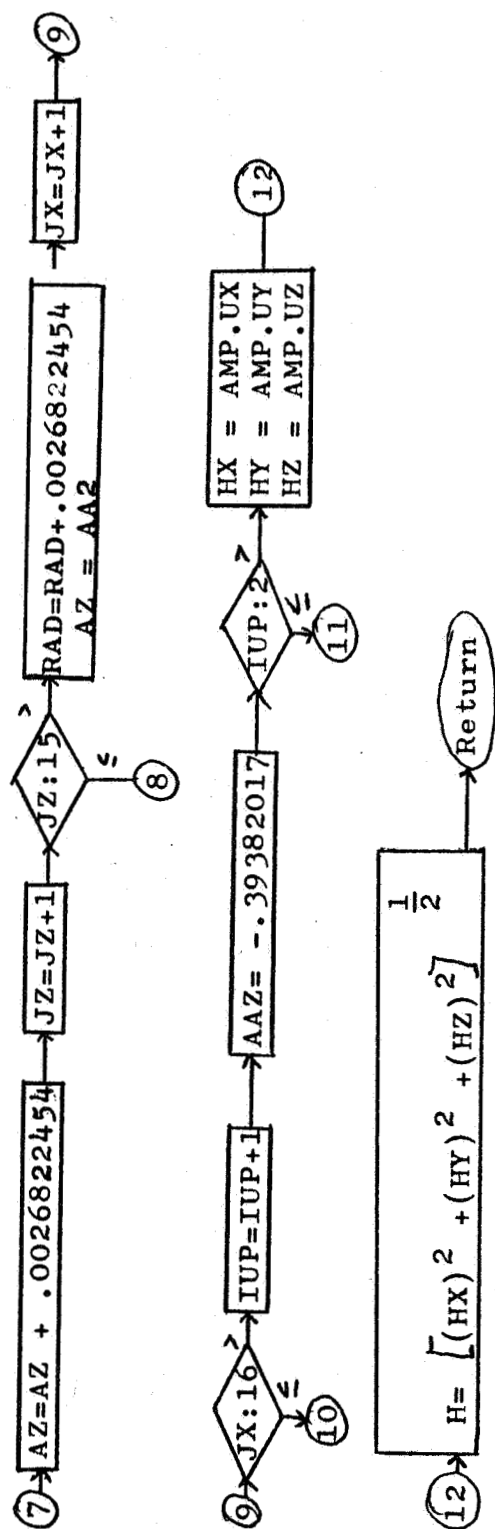 7
AZ=AZ + .0026822454
JZ=JZ+1
JZ:15
>
≤
8
RAD=RAD+.0026822454
AZ = AA2
JX=JX+1
9
9
JX:16
>
≤
10
IUP=IUP+1
AAZ= -.39382017
IUP:2
>
≤
11
HX = AMP.UX
HY = AMP.UY
HZ = AMP.UZ
12
12
H= [(HX)² +(HY)² +(HZ)²] 1/2
Return